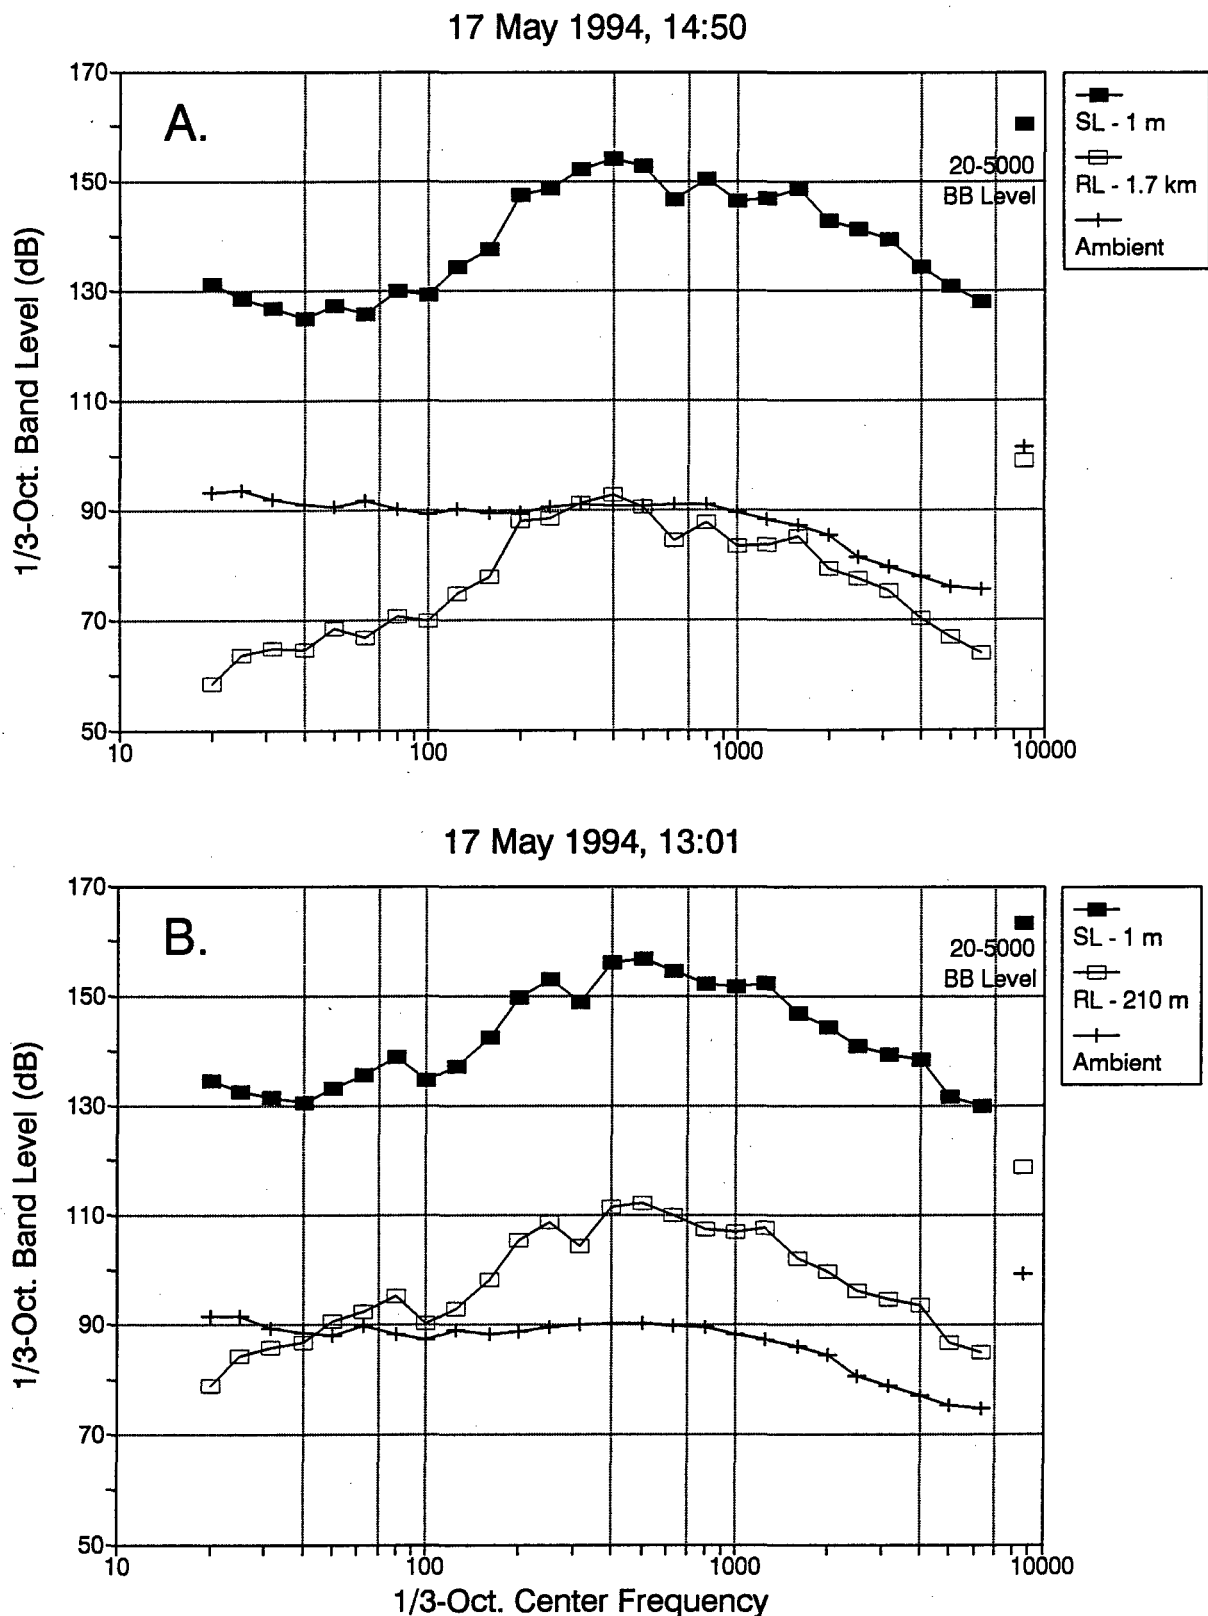 17 May 1994, 14:50
170
150
130
110
90
70
50
10
100
1000
10000
1/3-Oct. Band Level (dB)
A.
20-5000
BB Level
SL - 1 m
RL - 1.7 km
Ambient
17 May 1994, 13:01
170
150
130
110
90
70
50
10
100
1000
10000
1/3-Oct. Band Level (dB)
B.
20-5000
BB Level
SL - 1 m
RL - 210 m
Ambient
1/3-Oct. Center Frequency